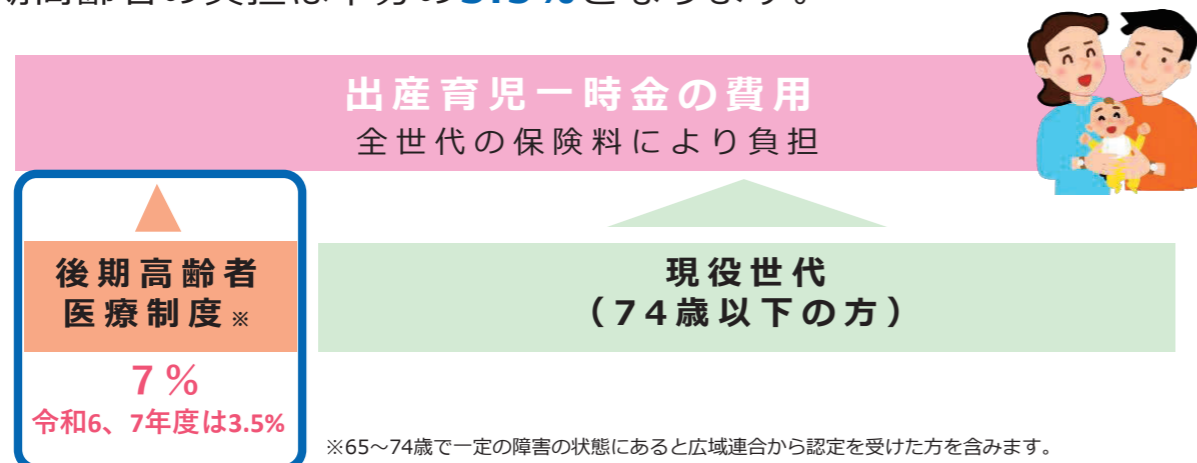 出産育児一時金の費用
全世代の保険料により負担
後期高齢者
医療制度※
現役世代
（74歳以下の方）
7%
令和6、7年度は3.5%
※65～74歳で一定の障害の状態にあると広域連合から認定を受けた方を含みます。